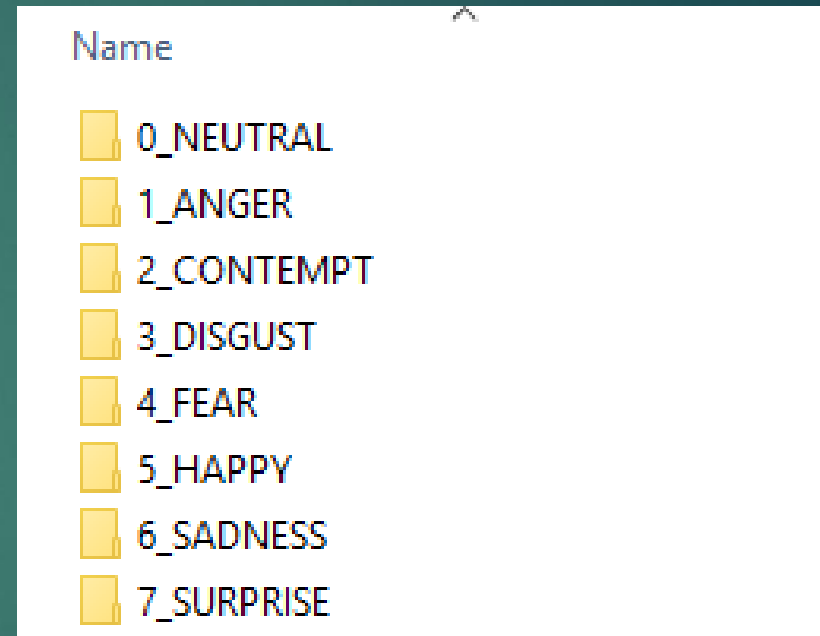 Name
0_NEUTRAL
1_ANGER
2_CONTEMPT
3_DISGUST
4_FEAR
5_HAPPY
6_SADNESS
7_SURPRISE